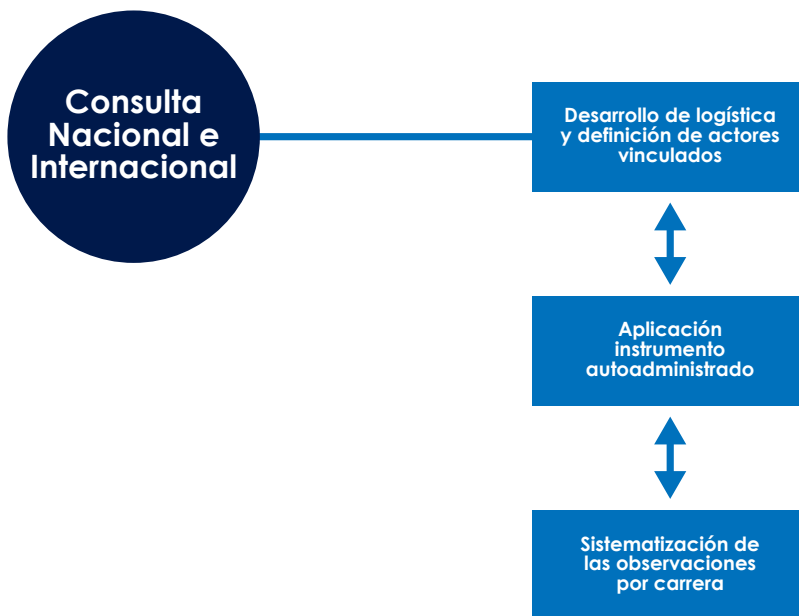 Consulta
Nacional e
Internacional
Desarrollo de logística
y definición de actores
vinculados
Aplicación
instrumento
autoadministrado
Sistematización de
las observaciones
por carrera